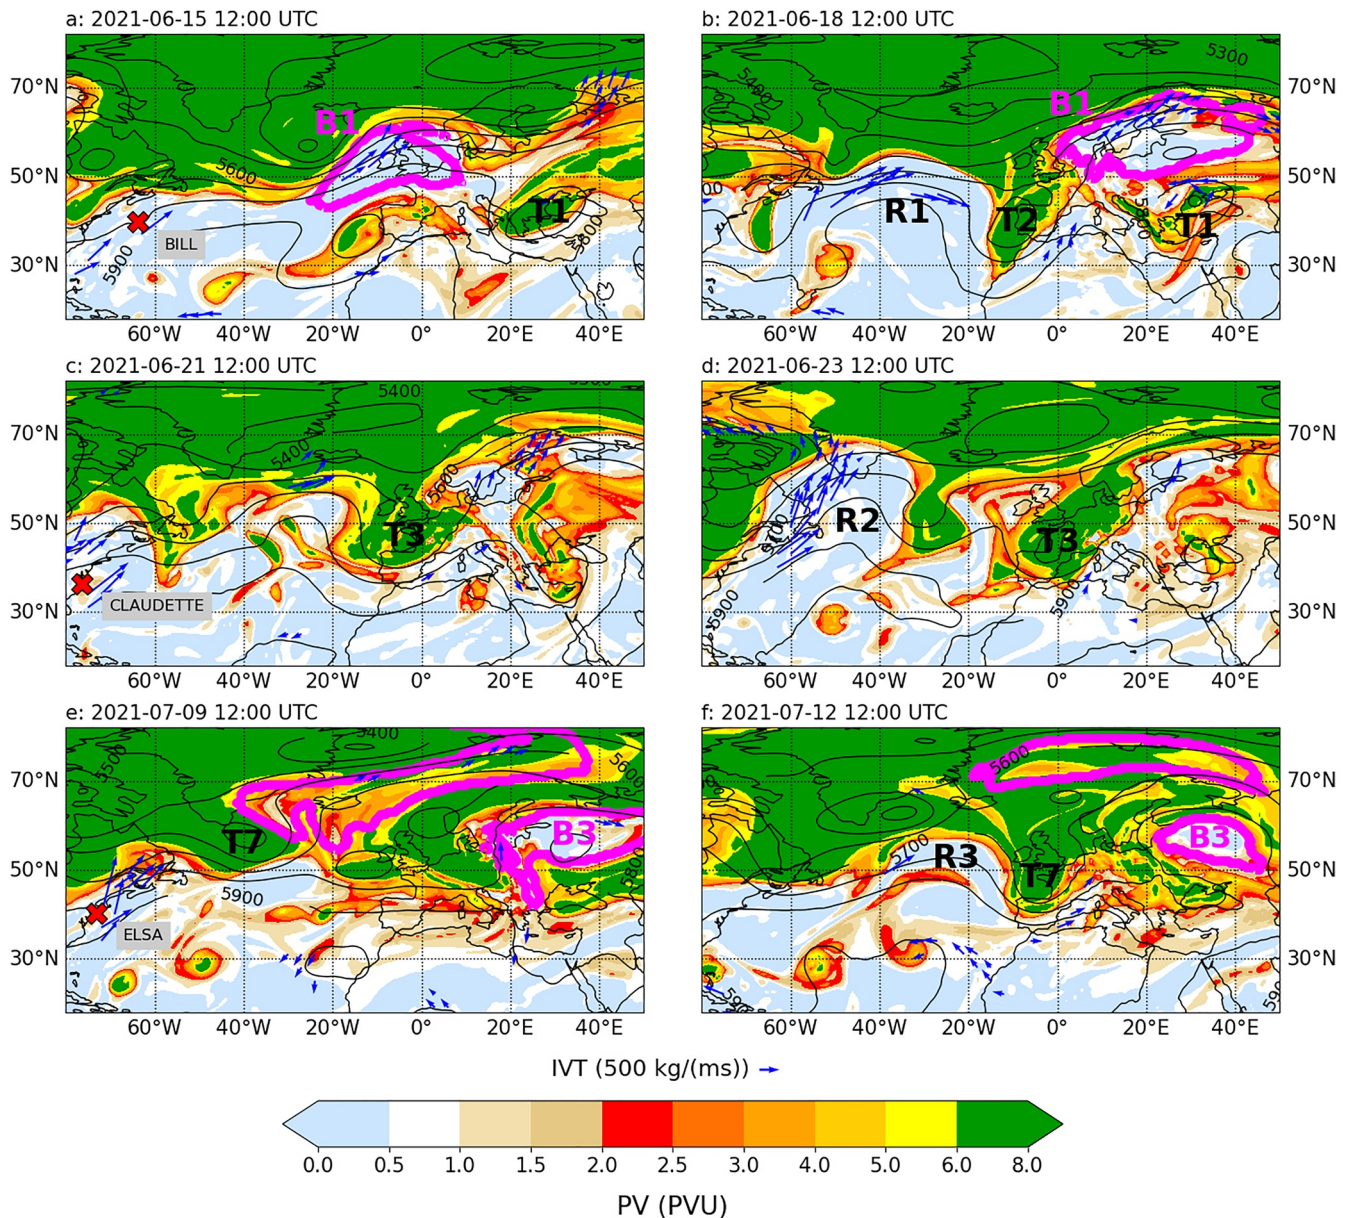 a: 2021-06-15 12:00 UTC
b: 2021-06-18 12:00 UTC
70°N
50°N
30°N
B1
5600
T1
5800
BILL
5900
60°W 40°W 20°W 0° 20°E 40°E
5300
5400
B1
R1
T2
T1
70°N
50°N
30°N
60°W 40°W 20°W 0° 20°E 40°E
c: 2021-06-21 12:00 UTC
d: 2021-06-23 12:00 UTC
70°N
50°N
30°N
5400
5400
5600
T3
CLAUDETTE
60°W 40°W 20°W 0° 20°E 40°E
R2
T3
5900
5900
70°N
50°N
30°N
60°W 40°W 20°W 0° 20°E 40°E
e: 2021-07-09 12:00 UTC
f: 2021-07-12 12:00 UTC
70°N
50°N
30°N
5500
5400
5600
T7
B3
5900
ELSA
60°W 40°W 20°W 0° 20°E 40°E
5600
5700
R3
T7
B3
70°N
50°N
30°N
60°W 40°W 20°W 0° 20°E 40°E
IVT (500 kg/(ms))
0.0 0.5 1.0 1.5 2.0 2.5 3.0 4.0 5.0 6.0 8.0
PV (PVU)